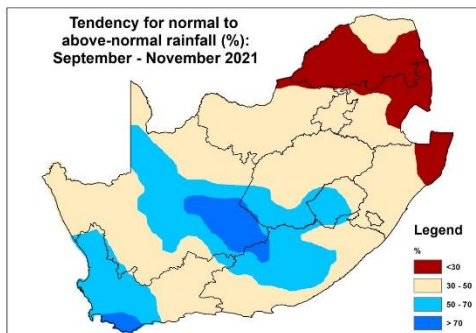 Tendency for normal to
above-normal rainfall (%):
September - November 2021
Legend
%
<30
30 - 50
50 - 70
> 70